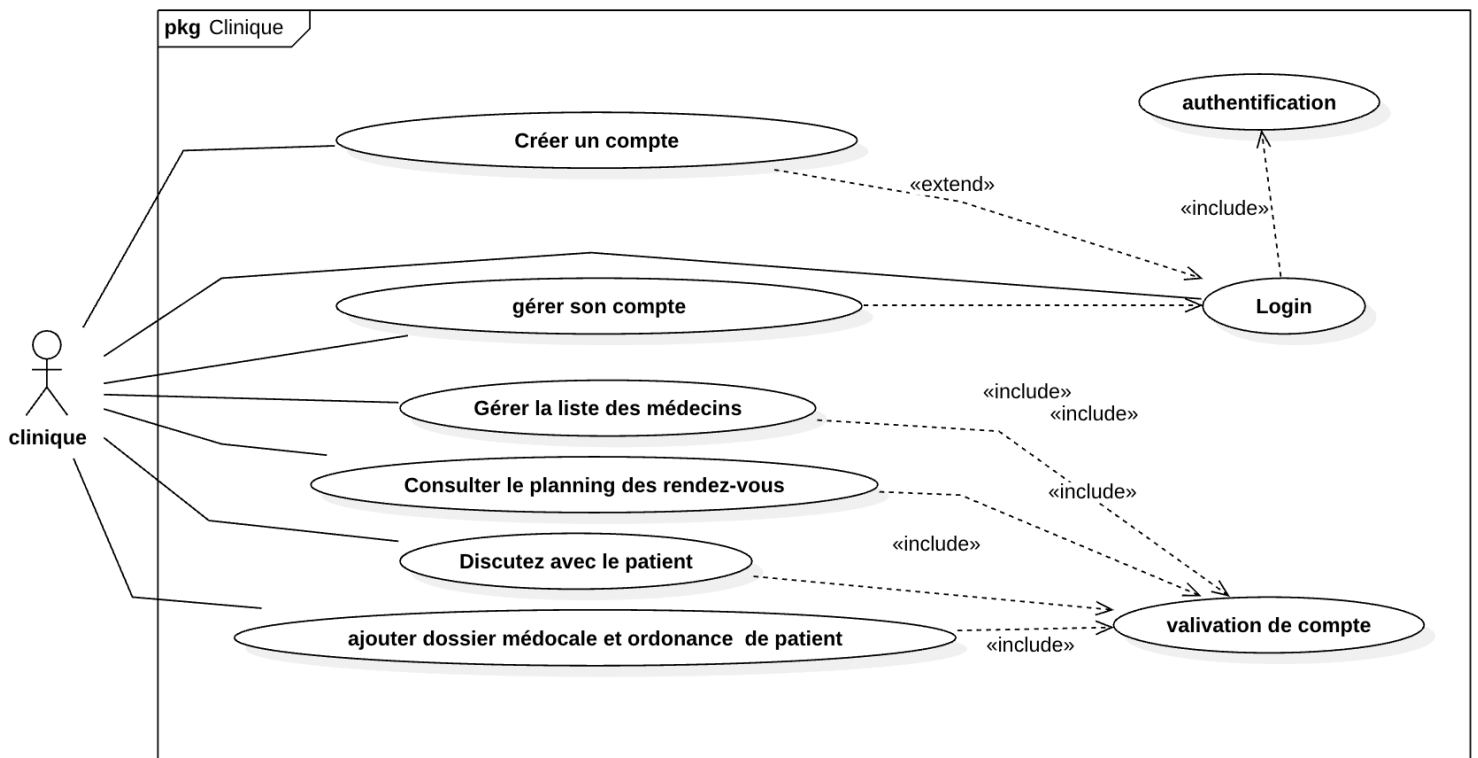 pkg Clinique
authentification
Créer un compte
«extend»
«include»
gérer son compte
Login
«include»
Gérer la liste des médecins
«include»
clinique
Consulter le planning des rendez-vous
«include»
«include»
Discutez avec le patient
valivation de compte
ajouter dossier médocale et ordonance de patient
«include»